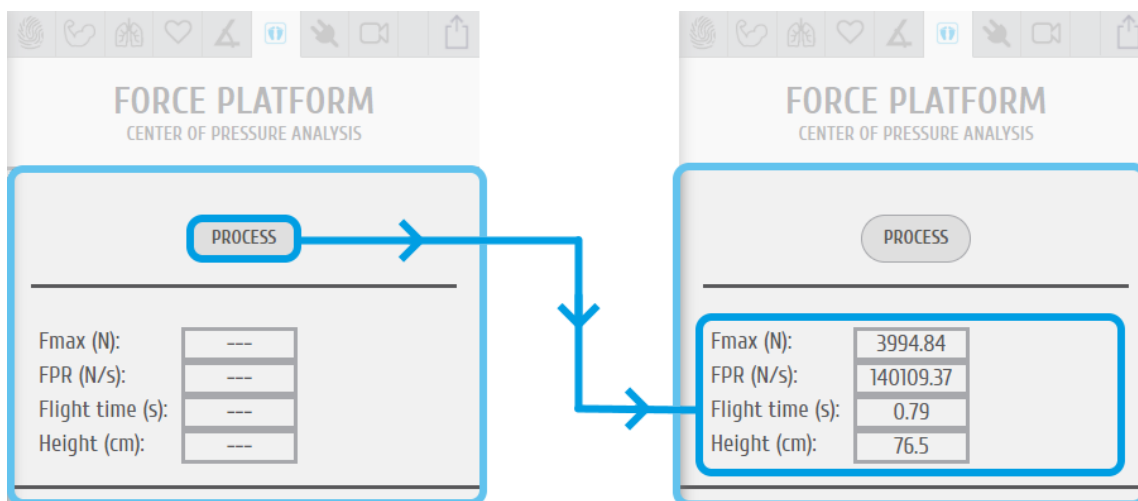 FORCE PLATFORM
CENTER OF PRESSURE ANALYSIS
PROCESS
Fmax (N): ---
FPR (N/s): ---
Flight time (s): ---
Height (cm): ---
FORCE PLATFORM
CENTER OF PRESSURE ANALYSIS
PROCESS
Fmax (N): 3994.84
FPR (N/s): 140109.37
Flight time (s): 0.79
Height (cm): 76.5